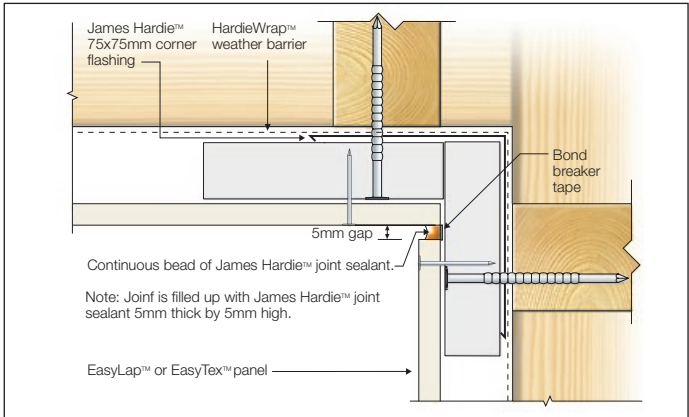 James Hardie™
75x75mm corner
flashing
HardieWrap™
weather barrier
Bond
breaker
tape
5mm gap
Continuous bead of James Hardie™ joint sealant.
Note: Joinf is filled up with James Hardie™ joint
sealant 5mm thick by 5mm high.
EasyLap™ or EasyTex™ panel